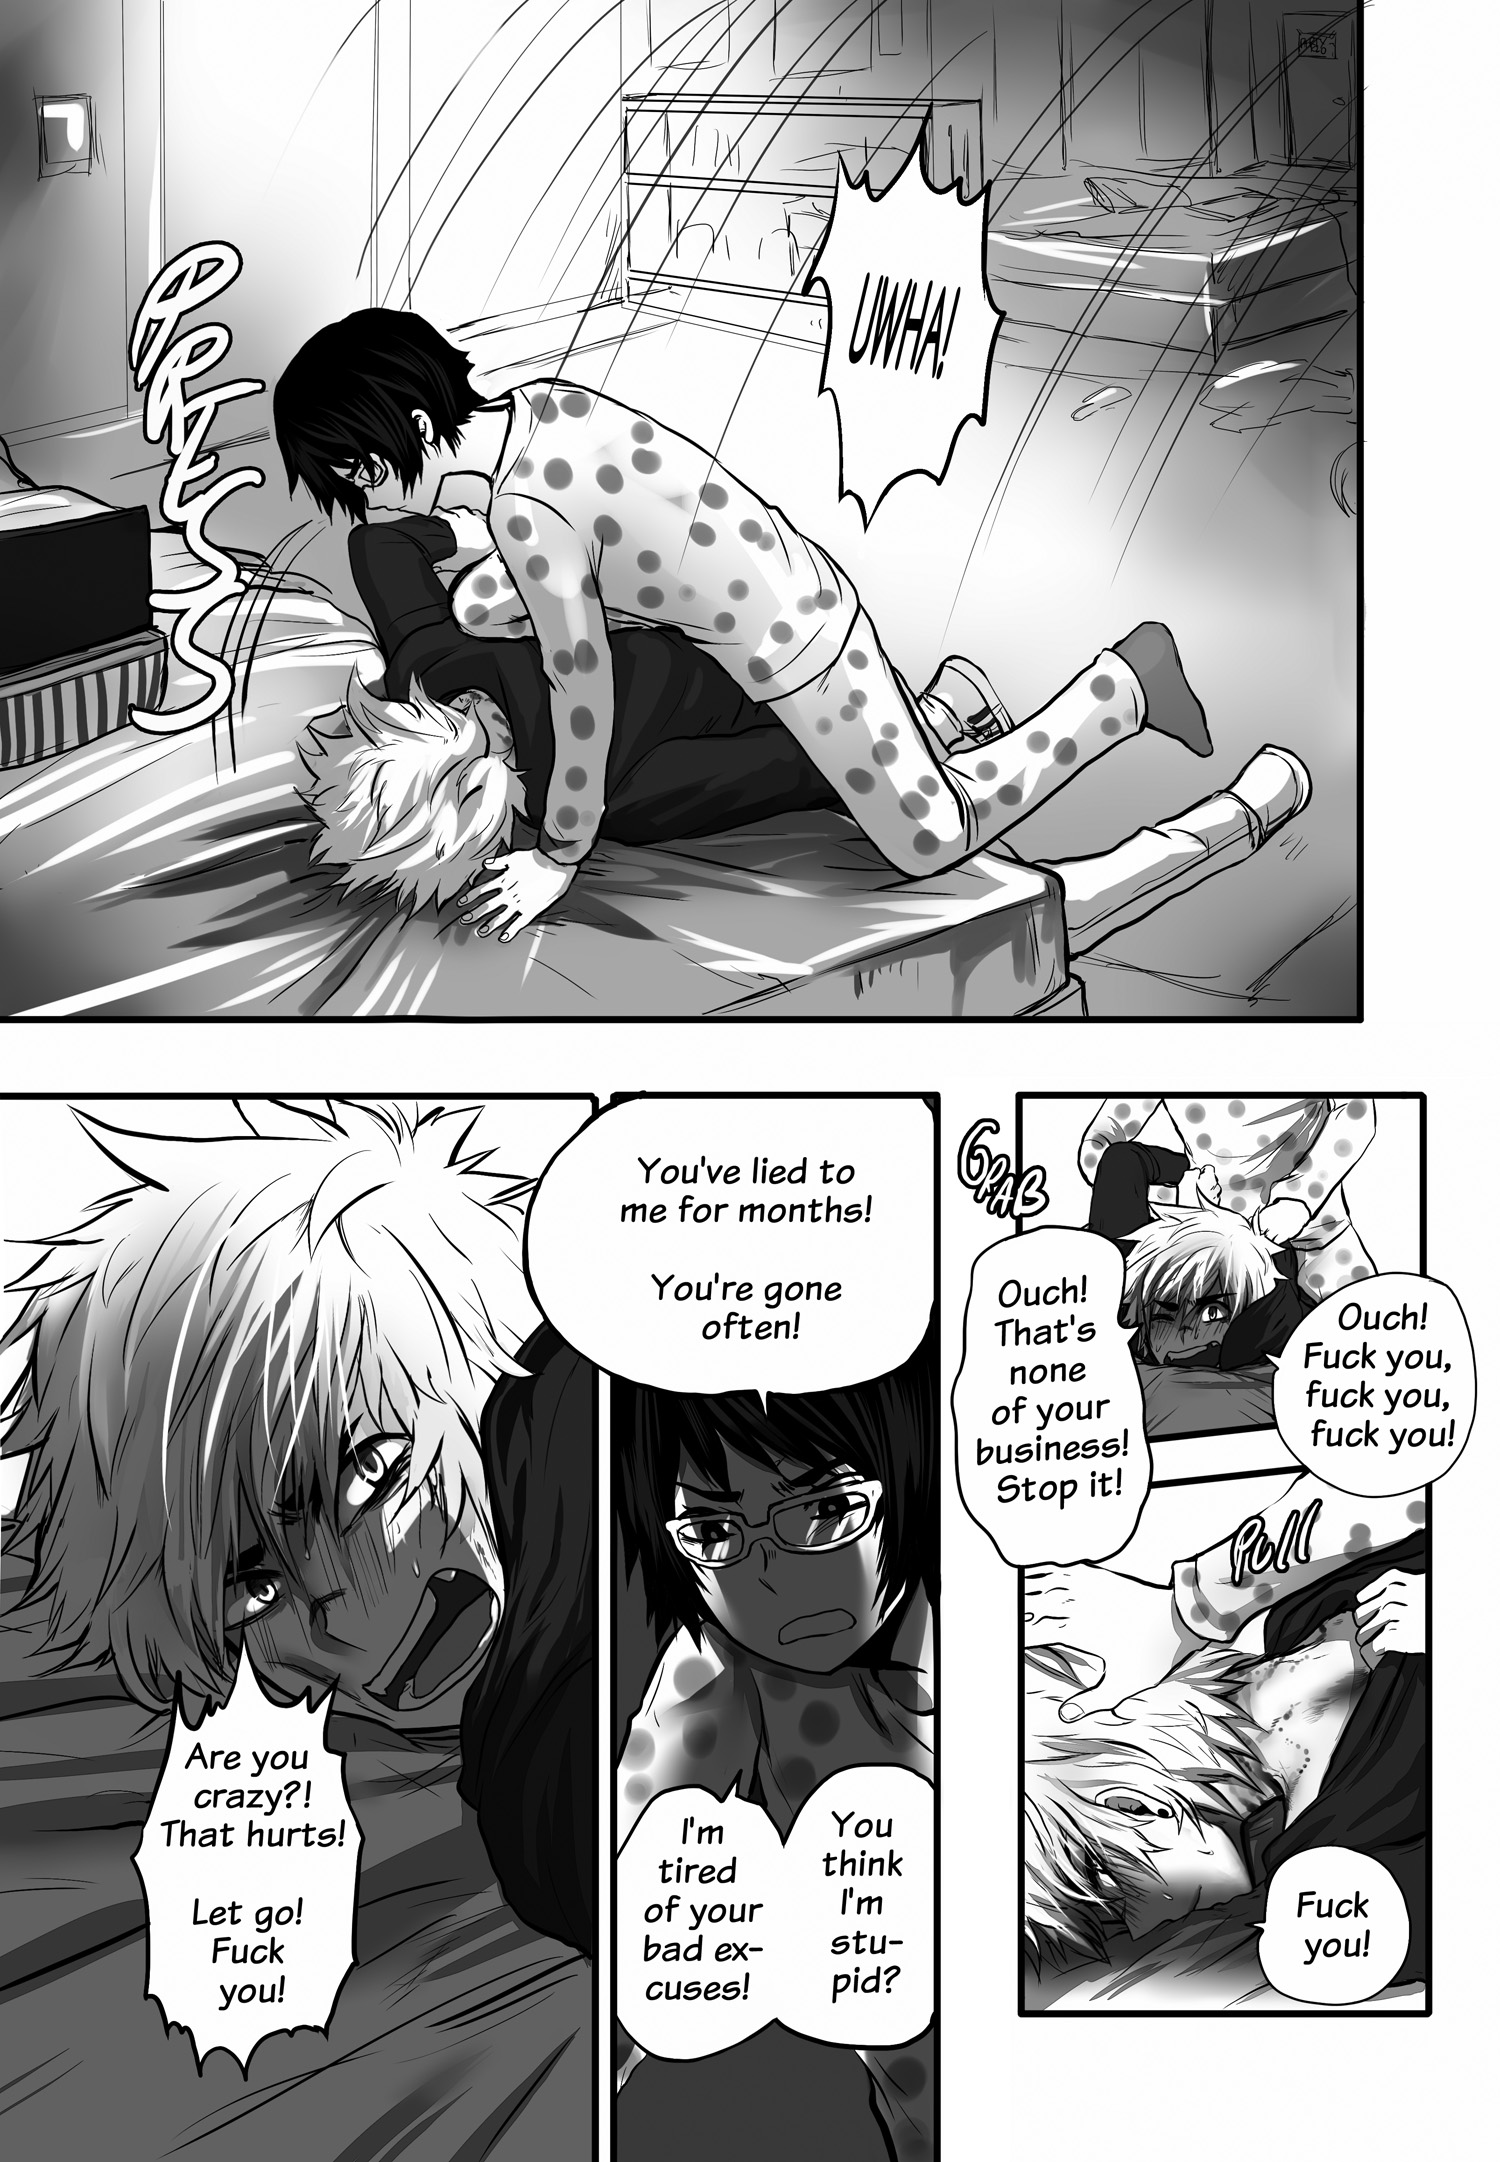 UWHA!
PRESS
GRAB
Ouch!
Fuck you,
fuck you,
fuck you!
Ouch!
That's
none
of your
business!
Stop it!
PULL
Fuck
you!
You've lied to
me for months!
You're gone
often!
You
think
I'm
stu-
pid?
I'm
tired
of your
bad ex-
cuses!
Are you
crazy?!
That hurts!
Let go!
Fuck
you!